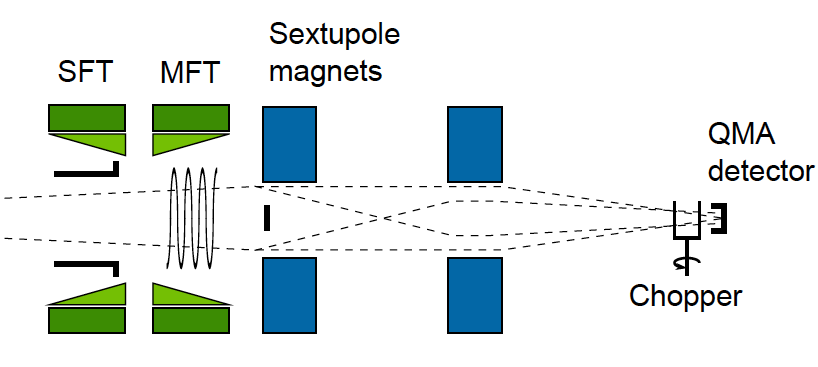 SFT
MFT
Sextupole
magnets
QMA
detector
Chopper